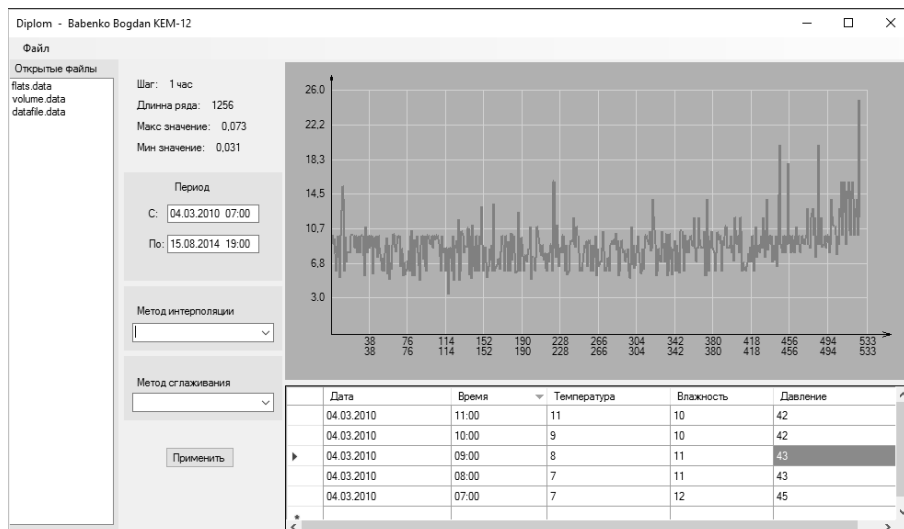 Diplom - Babenko Bogdan KEM-12
Файл
Открытые файлы
flats.data
volume.data
datafile.data
Шаг: 1 час
Длинна ряда: 1256
Макс значение: 0,073
Мин значение: 0,031
Период
С: 04.03.2010 07:00
По: 15.08.2014 19:00
Метод интерполяции
Метод сглаживания
Применить
26.0
22,2
18,3
14,5
10,7
6,8
3.0
38 76 114 152 190 228 266 304 342 380 418 456 494 533
38 76 114 152 190 228 266 304 342 380 418 456 494 533
Дата Время Температура Влажность Давление
04.03.2010 11:00 11 10 42
04.03.2010 10:00 9 10 42
04.03.2010 09:00 8 11 43
04.03.2010 08:00 7 11 43
04.03.2010 07:00 7 12 45